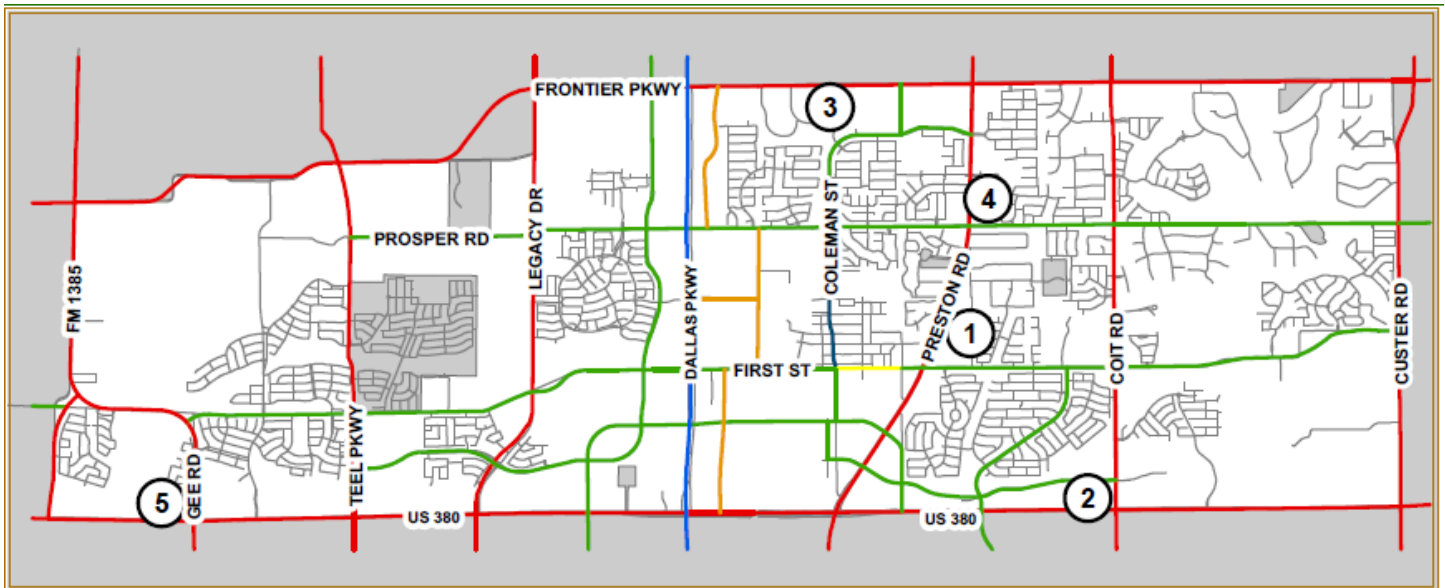 FRONTIER PKWY
3
LEGACY DR
COLEMAN ST
4
PROSPER RD
FM 1385
DALLAS PKWY
PRESTON RD
1
COIT RD
CUSTER RD
FIRST ST
TEEL PKWY
GEE RD
5
2
US 380
US 380